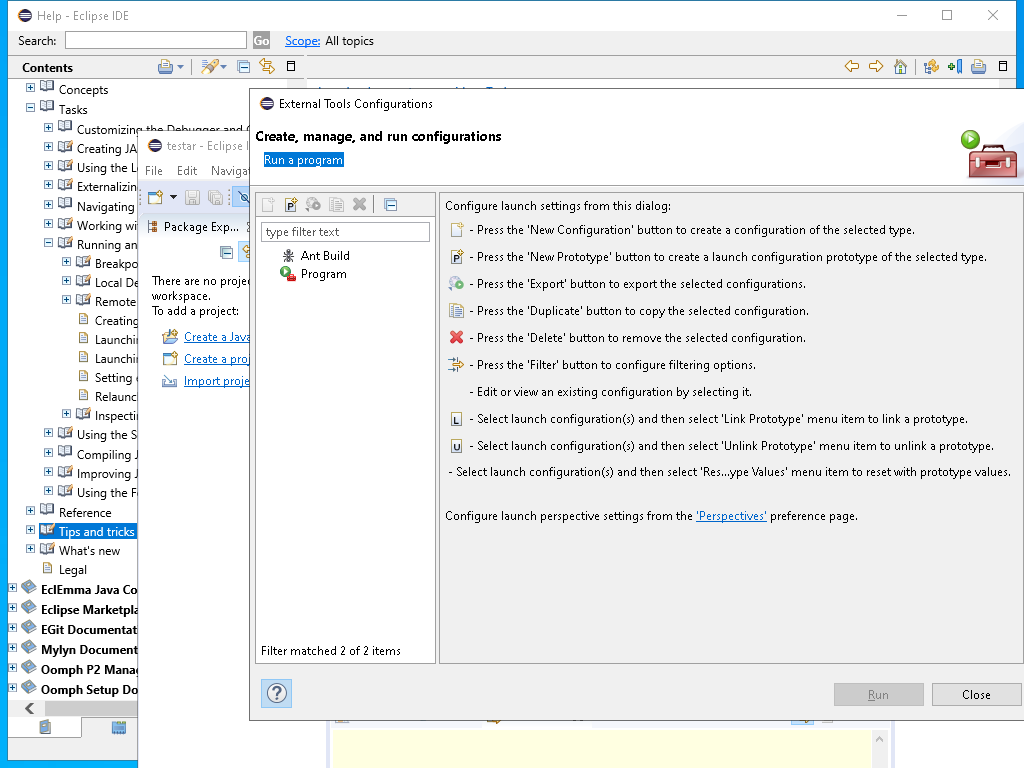 Help - Eclipse IDE
Search:
Go
Scope: All topics
Contents
Concepts
Tasks
Customizing the Debugger and
Creating JA
Using the
Externalizin
Navigating
Working wi
Running an
Breakpo
Local De
Remote
Creating
Launchi
Launchi
Setting
Relaunc
Inspecti
Using the S
Compiling J
Improving J
Using the F
Reference
Tips and tricks
What's new
Legal
EclEmma Java Co
Eclipse Marketpla
EGit Documentat
Mylyn Document
Oomph P2 Mana
Oomph Setup Do
testar - Eclipse I
File Edit Navigat
Package Exp...
There are no proje
workspace.
To add a project:
Create a Java
Create a proj
Import proje
External Tools Configurations
Create, manage, and run configurations
Run a program
type filter text
Ant Build
Program
Filter matched 2 of 2 items
Configure launch settings from this dialog:
- Press the 'New Configuration' button to create a configuration of the selected type.
- Press the 'New Prototype' button to create a launch configuration prototype of the selected type.
- Press the 'Export' button to export the selected configurations.
- Press the 'Duplicate' button to copy the selected configuration.
- Press the 'Delete' button to remove the selected configuration.
- Press the 'Filter' button to configure filtering options.
- Edit or view an existing configuration by selecting it.
L - Select launch configuration(s) and then select 'Link Prototype' menu item to link a prototype.
U - Select launch configuration(s) and then select 'Unlink Prototype' menu item to unlink a prototype.
- Select launch configuration(s) and then select 'Res...ype Values' menu item to reset with prototype values.
Configure launch perspective settings from the 'Perspectives' preference page.
Run
Close